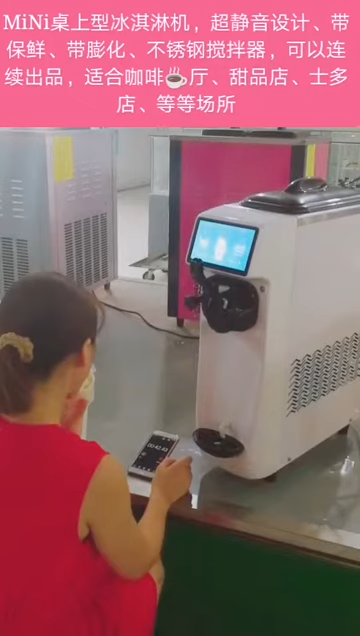 MiNi桌上型冰淇淋机，超静音设计、带
保鲜、带膨化、不锈钢搅拌器，可以连
续出品，适合咖啡☕厅、甜品店、士多
店、等等场所